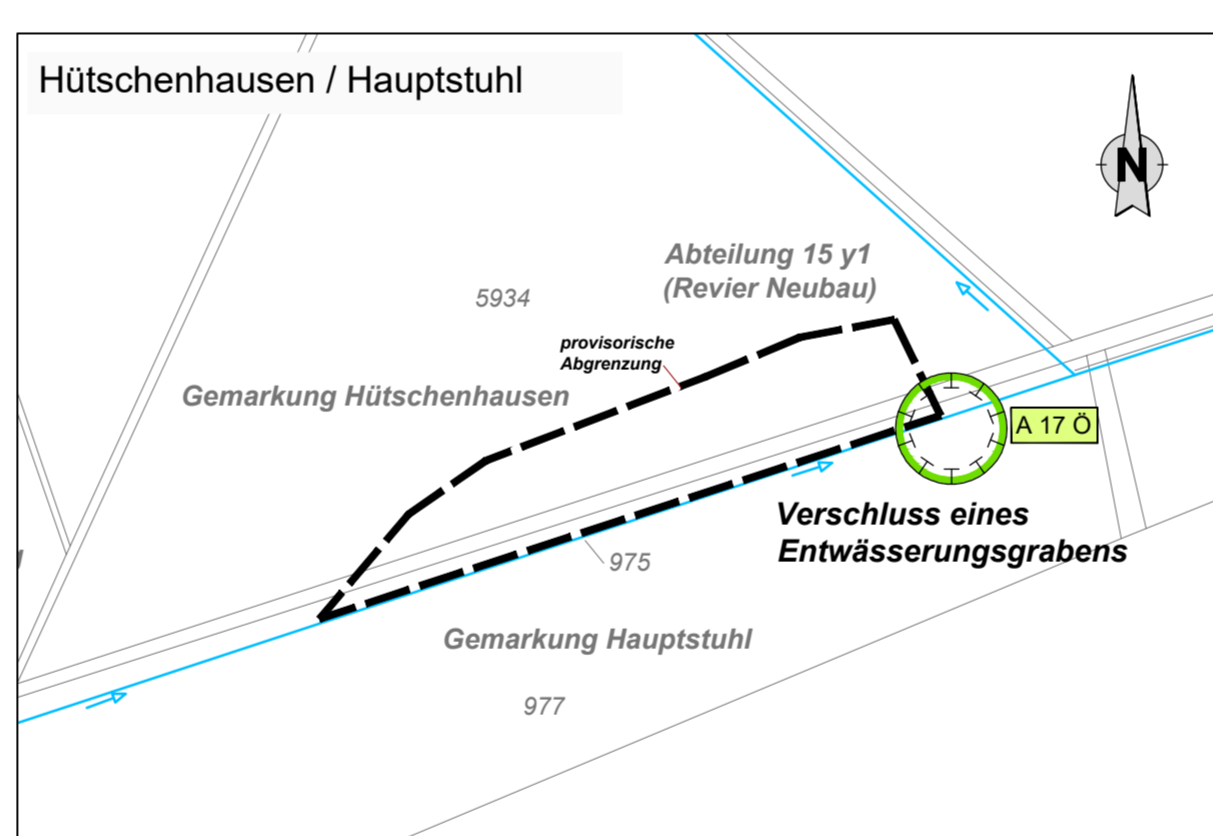 Hütschenhausen / Hauptstuhl
N
Abteilung 15 y1
(Revier Neubau)
5934
provisorische
Abgrenzung
Gemarkung Hütschenhausen
A 17 Ö
Verschluss eines
Entwässerungsgrabens
975
Gemarkung Hauptstuhl
977